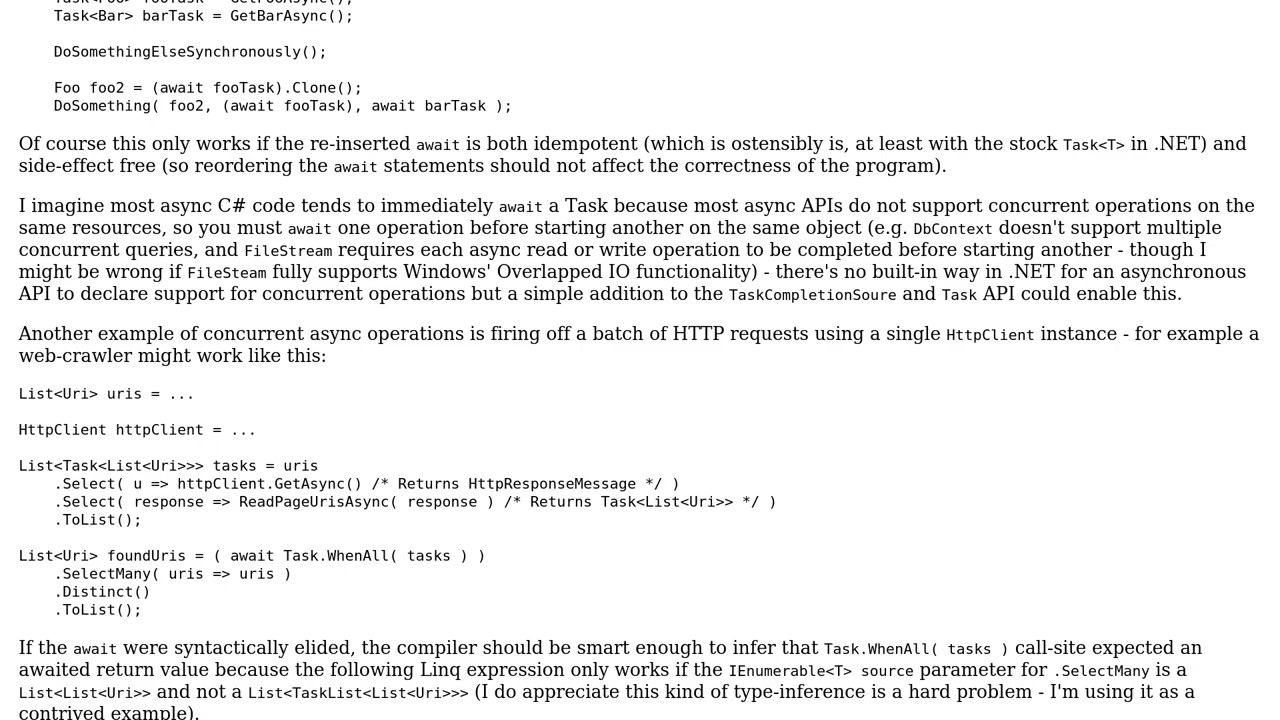 Task<Foo> fooTask = GetFooAsync();
Task<Bar> barTask = GetBarAsync();
DoSomethingElseSynchronously();
Foo foo2 = (await fooTask).Clone();
DoSomething( foo2, (await fooTask), await barTask );
Of course this only works if the re-inserted await is both idempotent (which is ostensibly is, at least with the stock Task<T> in .NET) and
side-effect free (so reordering the await statements should not affect the correctness of the program).
I imagine most async C# code tends to immediately await a Task because most async APIs do not support concurrent operations on the
same resources, so you must await one operation before starting another on the same object (e.g. DbContext doesn't support multiple
concurrent queries, and FileStream requires each async read or write operation to be completed before starting another - though I
might be wrong if FileSteam fully supports Windows' Overlapped IO functionality) - there's no built-in way in .NET for an asynchronous
API to declare support for concurrent operations but a simple addition to the TaskCompletionSoure and Task API could enable this.
Another example of concurrent async operations is firing off a batch of HTTP requests using a single HttpClient instance - for example a
web-crawler might work like this:
List<Uri> uris = ...
HttpClient httpClient = ...
List<Task<List<Uri>>> tasks = uris
.Select( u => httpClient.GetAsync() /* Returns HttpResponseMessage */ )
.Select( response => ReadPageUrisAsync( response ) /* Returns Task<List<Uri>> */ )
.ToList();
List<Uri> foundUris = ( await Task.WhenAll( tasks ) )
.SelectMany( uris => uris )
.Distinct()
.ToList();
If the await were syntactically elided, the compiler should be smart enough to infer that Task.WhenAll( tasks ) call-site expected an
awaited return value because the following Linq expression only works if the IEnumerable<T> source parameter for .SelectMany is a
List<List<Uri>> and not a List<TaskList<List<Uri>>> (I do appreciate this kind of type-inference is a hard problem - I'm using it as a
contrived example).